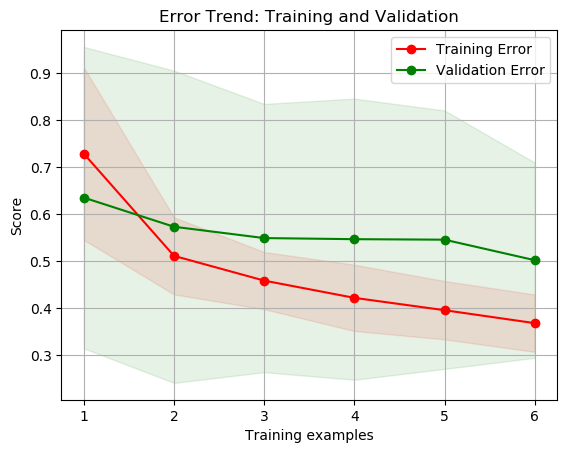 Error Trend: Training and Validation
Training Error
Validation Error
Score
0.9
0.8
0.7
0.6
0.5
0.4
0.3
1 2 3 4 5 6
Training examples